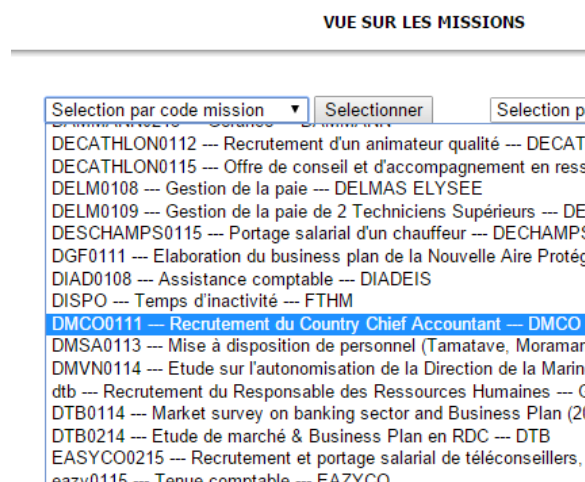 VUE SUR LES MISSIONS
Selection par code mission Selectionner Selection p
DECATHLON0112 --- Recrutement d'un animateur qualité --- DECAT
DECATHLON0115 --- Offre de conseil et d'accompagnement en ress
DELM0108 --- Gestion de la paie --- DELMAS ELYSEE
DELM0109 --- Gestion de la paie de 2 Techniciens Supérieurs --- DE
DESCHAMPS0115 --- Portage salarial d'un chauffeur --- DECHAMPS
DGF0111 --- Elaboration du business plan de la Nouvelle Aire Protég
DIAD0108 --- Assistance comptable --- DIADEIS
DISPO --- Temps d'inactivité --- FTHM
DMCO0111 --- Recrutement du Country Chief Accountant --- DMCO
DMSA0113 --- Mise à disposition de personnel (Tamatave, Moramar
DMVN0114 --- Etude sur l'autonomisation de la Direction de la Marin
dtb --- Recrutement du Responsable des Ressources Humaines ---
DTB0114 --- Market survey on banking sector and Business Plan (20
DTB0214 --- Etude de marché & Business Plan en RDC --- DTB
EASYCO0215 --- Recrutement et portage salarial de téléconseillers,
eazy0115 --- Tenue comptable --- EAZYCO